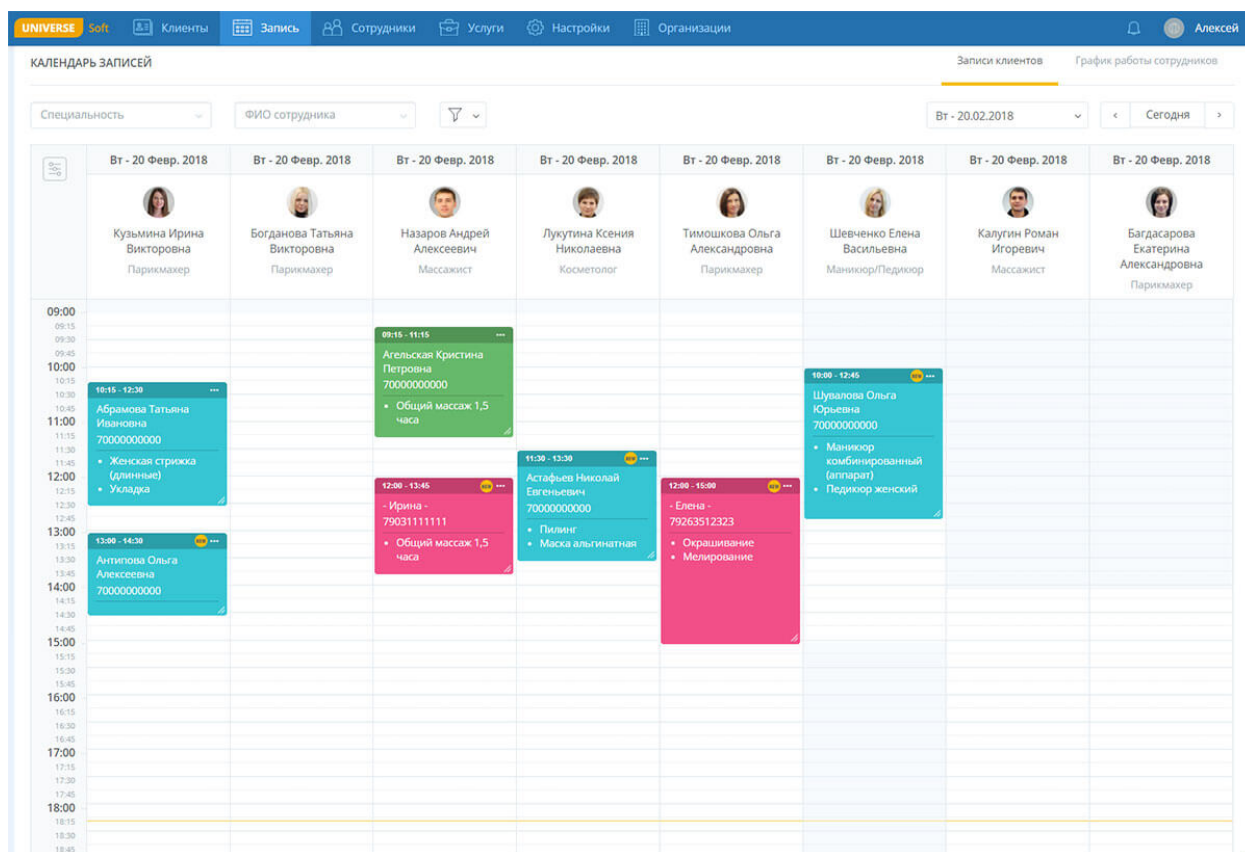 UNIVERSE Soft Клиенты Запись Сотрудники Услуги Настройки Организации Алексей
КАЛЕНДАРЬ ЗАПИСЕЙ Записи клиентов График работы сотрудников
Специальность ФИО сотрудника Вт - 20.02.2018 Сегодня
Вт - 20 Февр. 2018 Вт - 20 Февр. 2018 Вт - 20 Февр. 2018 Вт - 20 Февр. 2018 Вт - 20 Февр. 2018 Вт - 20 Февр. 2018 Вт - 20 Февр. 2018 Вт - 20 Февр. 2018
Кузьмина Ирина
Викторовна
Парикмахер
Богданова Татьяна
Викторовна
Парикмахер
Назаров Андрей
Алексеевич
Массажист
Лукутина Ксения
Николаевна
Косметолог
Тимошкова Ольга
Александровна
Парикмахер
Шевченко Елена
Васильевна
Маникюр/Педикюр
Калугин Роман
Игоревич
Массажист
Багдасарова
Екатерина
Александровна
Парикмахер
09:00
09:15
09:30
09:45
10:00
10:15
10:30
10:45
11:00
11:15
11:30
11:45
12:00
12:15
12:30
12:45
13:00
13:15
13:30
13:45
14:00
14:15
14:30
14:45
15:00
15:15
15:30
15:45
16:00
16:15
16:30
16:45
17:00
17:15
17:30
17:45
18:00
18:15
18:30
18:45
10:15 - 12:30
Абрамова Татьяна
Ивановна
70000000000
• Женская стрижка
(длинные)
• Укладка
13:00 - 14:30 NEW
Антипова Ольга
Алексеевна
70000000000
09:15 - 11:15
Агельская Кристина
Петровна
70000000000
• Общий массаж 1,5
часа
12:00 - 13:45 NEW
- Ирина -
79031111111
• Общий массаж 1,5
часа
11:30 - 13:30 NEW
Астафьев Николай
Евгеньевич
70000000000
• Пилинг
• Маска альгинатная
12:00 - 15:00 NEW
- Елена -
79263512323
• Окрашивание
• Мелирование
10:00 - 12:45 NEW
Шувалова Ольга
Юрьевна
70000000000
• Маникюр
комбинированный
(аппарат)
• Педикюр женский